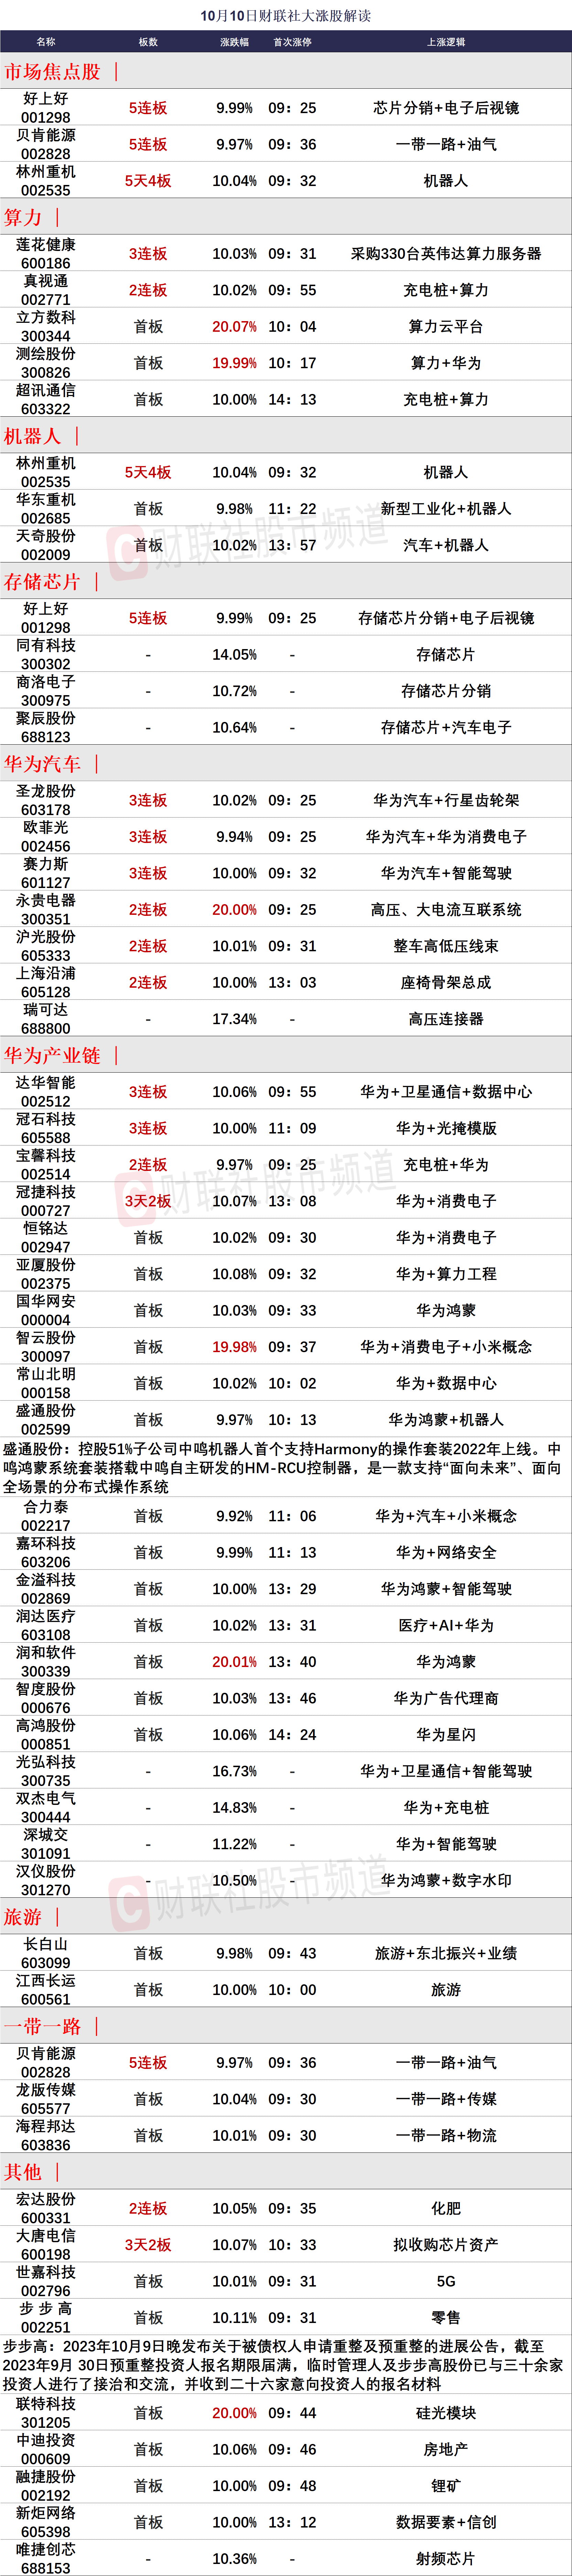 10月10日财联社大涨股解读
名称 板数 涨跌幅 首次涨停 上涨逻辑
市场焦点股 ｜
好上好
001298 5连板 9.99% 09：25 芯片分销+电子后视镜
贝肯能源
002828 5连板 9.97% 09：36 一带一路+油气
林州重机
002535 5天4板 10.04% 09：32 机器人
算力 ｜
莲花健康
600186 3连板 10.03% 09：31 采购330台英伟达算力服务器
真视通
002771 2连板 10.02% 09：55 充电桩+算力
立方数科
300344 首板 20.07% 10：04 算力云平台
测绘股份
300826 首板 19.99% 10：17 算力+华为
超讯通信
603322 首板 10.00% 14：13 充电桩+算力
机器人 ｜
林州重机
002535 5天4板 10.04% 09：32 机器人
华东重机
002685 首板 9.98% 11：22 新型工业化+机器人
天奇股份
002009 首板 10.02% 13：57 汽车+机器人
财联社股市频道
存储芯片 ｜
好上好
001298 5连板 9.99% 09：25 存储芯片分销+电子后视镜
同有科技
300302 - 14.05% - 存储芯片
商洛电子
300975 - 10.72% - 存储芯片分销
聚辰股份
688123 - 10.64% - 存储芯片+汽车电子
华为汽车 ｜
圣龙股份
603178 3连板 10.02% 09：25 华为汽车+行星齿轮架
欧菲光
002456 3连板 9.94% 09：25 华为汽车+华为消费电子
赛力斯
601127 3连板 10.00% 09：32 华为汽车+智能驾驶
永贵电器
300351 2连板 20.00% 09：25 高压、大电流互联系统
沪光股份
605333 2连板 10.01% 09：31 整车高低压线束
上海沿浦
605128 2连板 10.00% 13：03 座椅骨架总成
瑞可达
688800 - 17.34% - 高压连接器
华为产业链 ｜
达华智能
002512 3连板 10.06% 09：55 华为+卫星通信+数据中心
冠石科技
605588 3连板 10.00% 11：09 华为+光掩模版
宝馨科技
002514 2连板 9.97% 09：25 充电桩+华为
财联社股市频道
冠捷科技
000727 3天2板 10.07% 13：08 华为+消费电子
恒铭达
002947 首板 10.02% 09：30 华为+消费电子
亚厦股份
002375 首板 10.08% 09：32 华为+算力工程
国华网安
000004 首板 10.03% 09：33 华为鸿蒙
智云股份
300097 首板 19.98% 09：37 华为+消费电子+小米概念
常山北明
000158 首板 10.02% 10：02 华为+数据中心
盛通股份
002599 首板 9.97% 10：13 华为鸿蒙+机器人
盛通股份：控股51%子公司中鸣机器人首个支持Harmony的操作套装2022年上线。中
鸣鸿蒙系统套装搭载中鸣自主研发的HM-RCU控制器，是一款支持“面向未来”、面向
全场景的分布式操作系统
合力泰
002217 首板 9.92% 11：06 华为+汽车+小米概念
嘉环科技
603206 首板 9.99% 11：13 华为+网络安全
金溢科技
002869 首板 10.00% 13：29 华为鸿蒙+智能驾驶
润达医疗
603108 首板 10.02% 13：31 医疗+AI+华为
润和软件
300339 首板 20.01% 13：40 华为鸿蒙
智度股份
000676 首板 10.03% 13：46 华为广告代理商
高鸿股份
000851 首板 10.06% 14：24 华为星闪
光弘科技
300735 - 16.73% - 华为+卫星通信+智能驾驶
双杰电气
300444 - 14.83% - 华为+充电桩
深城交
301091 - 11.22% - 华为+智能驾驶
汉仪股份
301270 - 10.50% - 华为鸿蒙+数字水印
财联社股市频道
旅游 ｜
长白山
603099 首板 9.98% 09：43 旅游+东北振兴+业绩
江西长运
600561 首板 10.00% 10：00 旅游
一带一路 ｜
贝肯能源
002828 5连板 9.97% 09：36 一带一路+油气
龙版传媒
605577 首板 10.04% 09：30 一带一路+传媒
海程邦达
603836 首板 10.01% 09：30 一带一路+物流
其他 ｜
宏达股份
600331 2连板 10.05% 09：35 化肥
大唐电信
600198 3天2板 10.07% 10：33 拟收购芯片资产
世嘉科技
002796 首板 10.01% 09：31 5G
步 步 高
002251 首板 10.11% 09：31 零售
步步高：2023年10月9日晚发布关于被债权人申请重整及预重整的进展公告，截至
2023年9月 30日预重整投资人报名期限届满，临时管理人及步步高股份已与三十余家
投资人进行了接洽和交流，并收到二十六家意向投资人的报名材料
联特科技
301205 首板 20.00% 09：44 硅光模块
中迪投资
000609 首板 10.06% 09：46 房地产
融捷股份
002192 首板 10.00% 09：48 锂矿
新炬网络
605398 首板 10.00% 13：12 数据要素+信创
唯捷创芯
688153 - 10.36% - 射频芯片